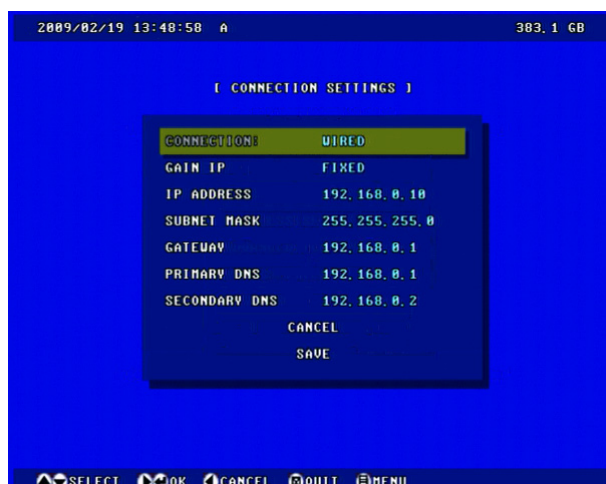 2009/02/19 13:48:58 A 383.1 GB
[ CONNECTION SETTINGS ]
CONNECTION: WIRED
GAIN IP FIXED
IP ADDRESS 192.168.0.10
SUBNET MASK 255.255.255.0
GATEWAY 192.168.0.1
PRIMARY DNS 192.168.0.1
SECONDARY DNS 192.168.0.2
CANCEL
SAVE
SELECT OK CANCEL QUIT MENU